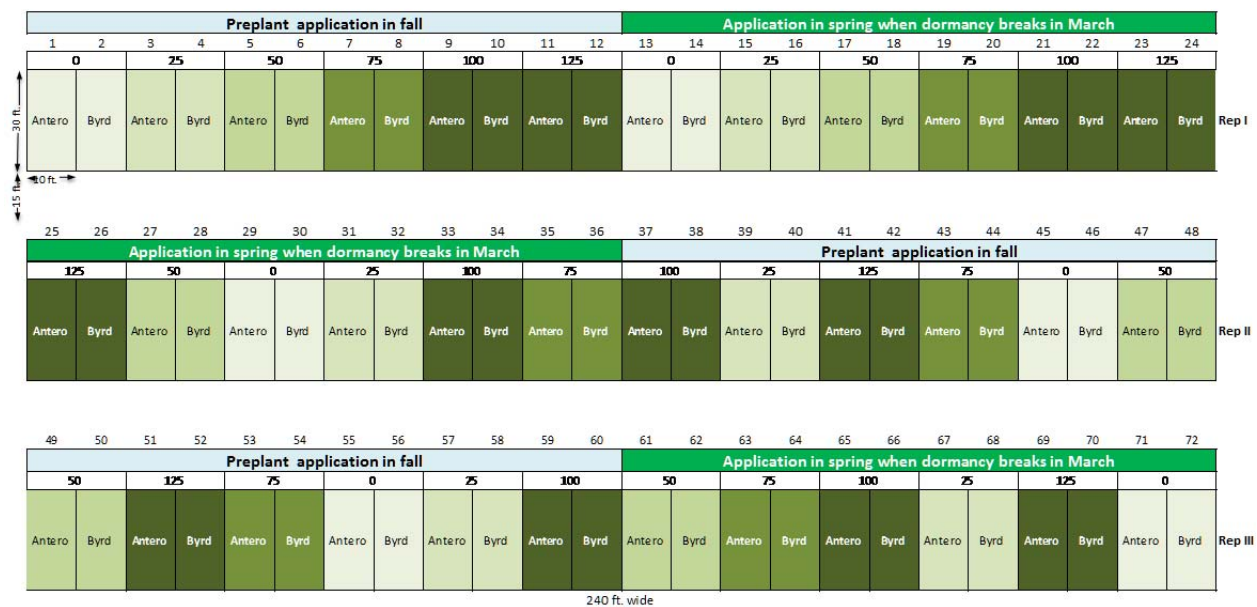 Preplant application in fall Application in spring when dormancy breaks in March
1 2 3 4 5 6 7 8 9 10 11 12 13 14 15 16 17 18 19 20 21 22 23 24
0 25 50 75 100 125 0 25 50 75 100 125
30 ft.
Antero Byrd Antero Byrd Antero Byrd Antero Byrd Antero Byrd Antero Byrd Antero Byrd Antero Byrd Antero Byrd Antero Byrd Antero Byrd Antero Byrd Rep I
10 ft.
15 ft.
25 26 27 28 29 30 31 32 33 34 35 36 37 38 39 40 41 42 43 44 45 46 47 48
Application in spring when dormancy breaks in March Preplant application in fall
125 50 0 25 100 75 100 25 125 75 0 50
Antero Byrd Antero Byrd Antero Byrd Antero Byrd Antero Byrd Antero Byrd Antero Byrd Antero Byrd Antero Byrd Antero Byrd Antero Byrd Antero Byrd Rep II
49 50 51 52 53 54 55 56 57 58 59 60 61 62 63 64 65 66 67 68 69 70 71 72
Preplant application in fall Application in spring when dormancy breaks in March
50 125 75 0 25 100 50 75 100 25 125 0
Antero Byrd Antero Byrd Antero Byrd Antero Byrd Antero Byrd Antero Byrd Antero Byrd Antero Byrd Antero Byrd Antero Byrd Antero Byrd Antero Byrd Rep III
240 ft. wide